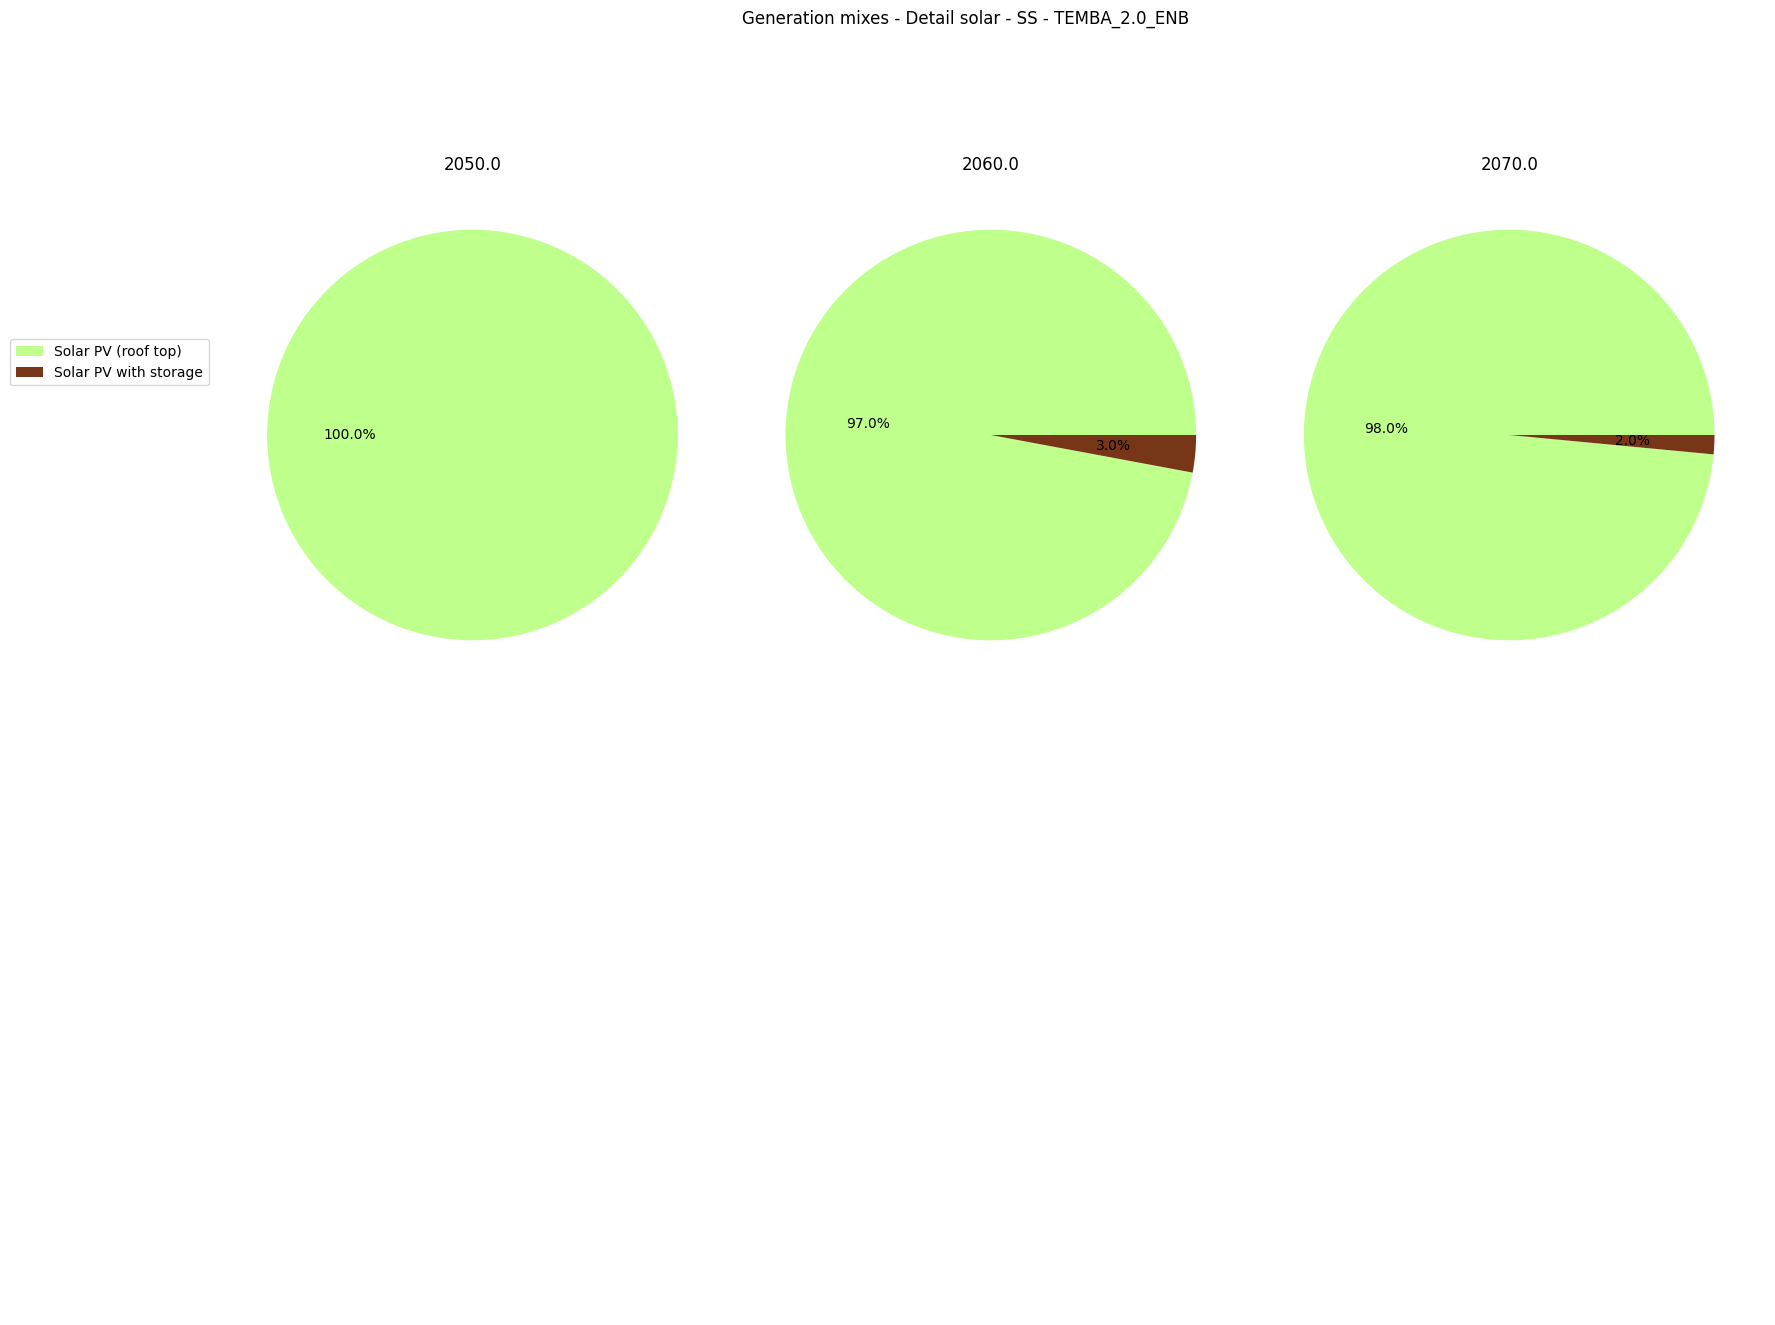 Generation mixes - Detail solar - SS - TEMBA_2.0_ENB
2050.0
2060.0
2070.0
Solar PV (roof top)
Solar PV with storage
100.0%
97.0%
3.0%
98.0%
2.0%